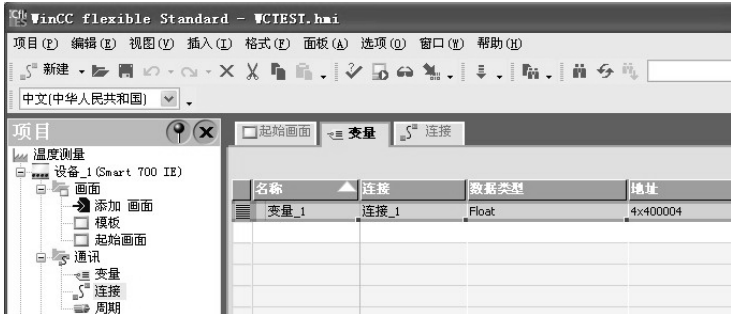 WinCC flexible Standard - WCTEST.hmi
项目(P) 编辑(E) 视图(V) 插入(I) 格式(F) 面板(A) 选项(O) 窗口(W) 帮助(H)
新建
中文(中华人民共和国)
项目
起始画面 变量 连接
温度测量
设备_1(Smart 700 IE)
画面
添加 画面
模板
起始画面
通讯
变量
连接
周期
名称 连接 数据类型 地址
变量_1 连接_1 Float 4x400004